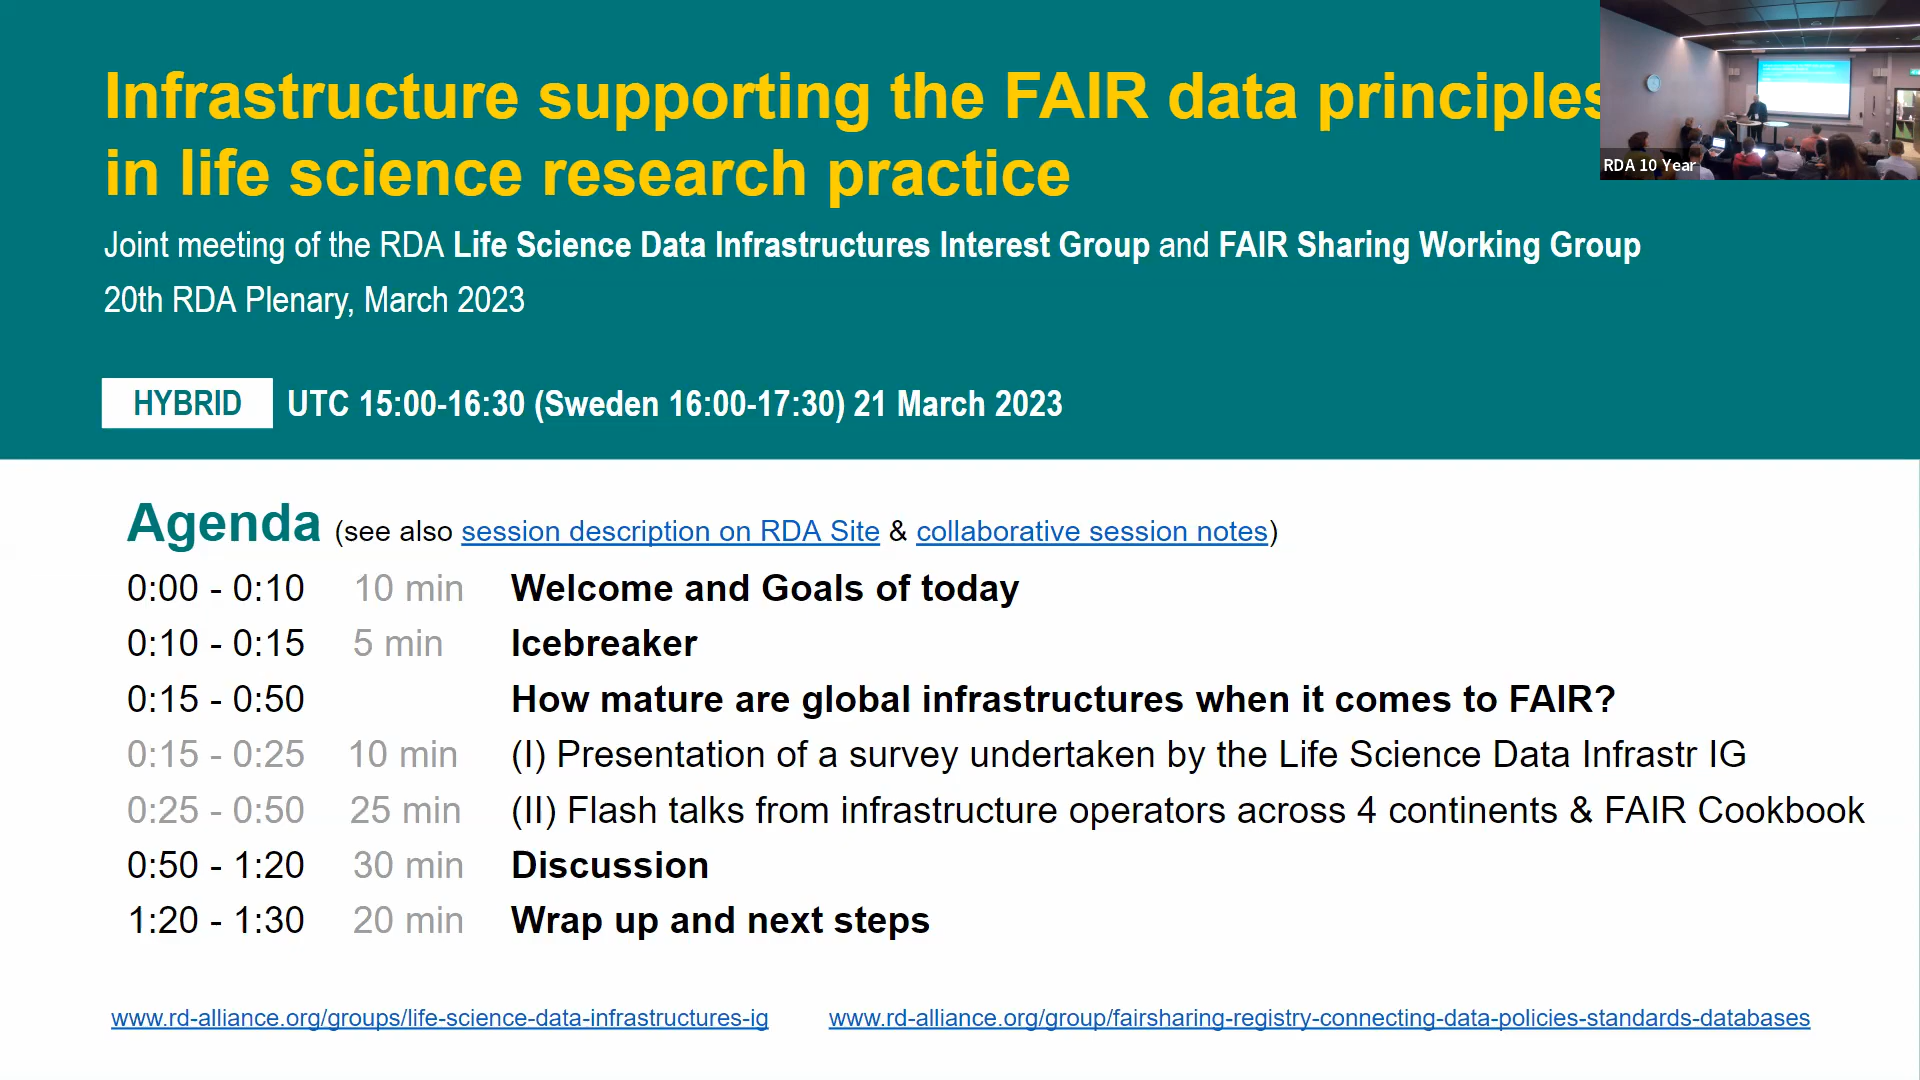 Infrastructure supporting the FAIR data principles
in life science research practice
RDA 10 Year
Joint meeting of the RDA Life Science Data Infrastructures Interest Group and FAIR Sharing Working Group
20th RDA Plenary, March 2023
HYBRID UTC 15:00-16:30 (Sweden 16:00-17:30) 21 March 2023
Agenda (see also session description on RDA Site & collaborative session notes)
0:00 - 0:10 10 min Welcome and Goals of today
0:10 - 0:15 5 min Icebreaker
0:15 - 0:50 How mature are global infrastructures when it comes to FAIR?
0:15 - 0:25 10 min (I) Presentation of a survey undertaken by the Life Science Data Infrastr IG
0:25 - 0:50 25 min (II) Flash talks from infrastructure operators across 4 continents & FAIR Cookbook
0:50 - 1:20 30 min Discussion
1:20 - 1:30 20 min Wrap up and next steps
www.rd-alliance.org/groups/life-science-data-infrastructures-ig www.rd-alliance.org/group/fairsharing-registry-connecting-data-policies-standards-databases